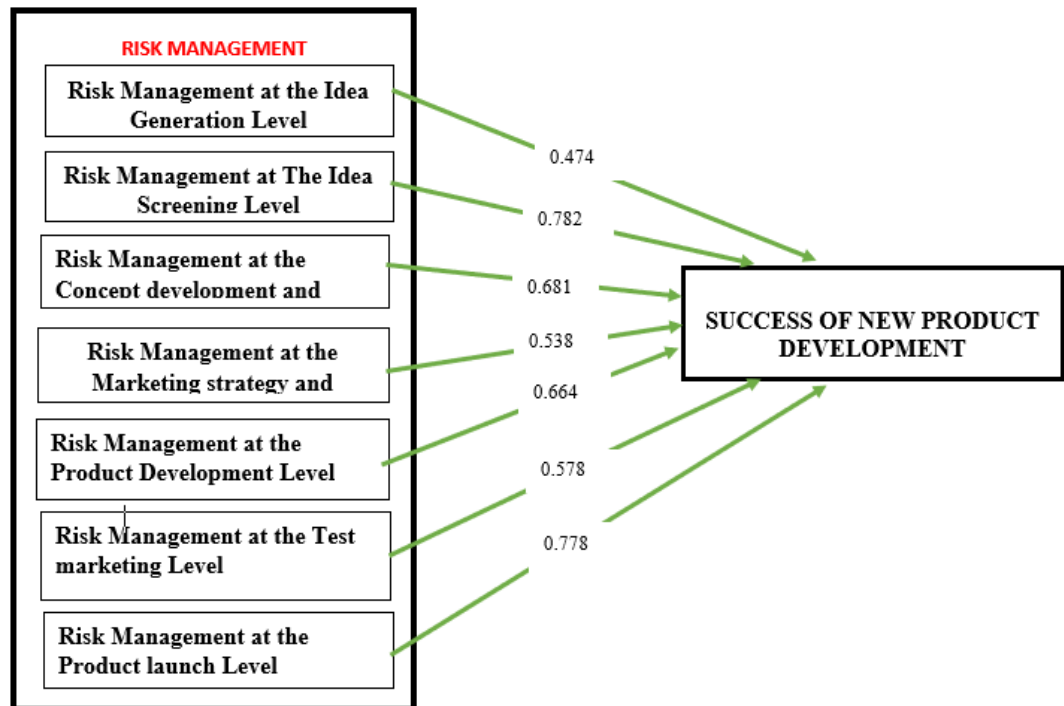 RISK MANAGEMENT
Risk Management at the Idea
Generation Level
0.474
Risk Management at The Idea
Screening Level
0.782
Risk Management at the
Concept development and
0.681
SUCCESS OF NEW PRODUCT
DEVELOPMENT
Risk Management at the
Marketing strategy and
0.538
0.664
Risk Management at the
Product Development Level
0.578
Risk Management at the Test
marketing Level
0.778
Risk Management at the
Product launch Level